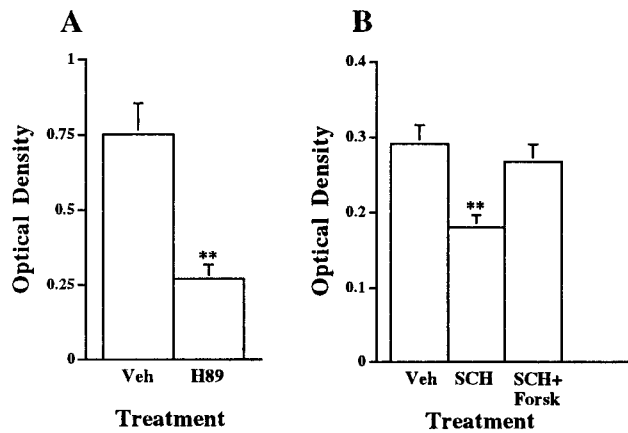 A
Optical Density
1
0.75
0.5
0.25
0
**
Veh H89
Treatment
B
Optical Density
0.4
0.3
0.2
0.1
0
**
Veh SCH SCH+
Forsk
Treatment